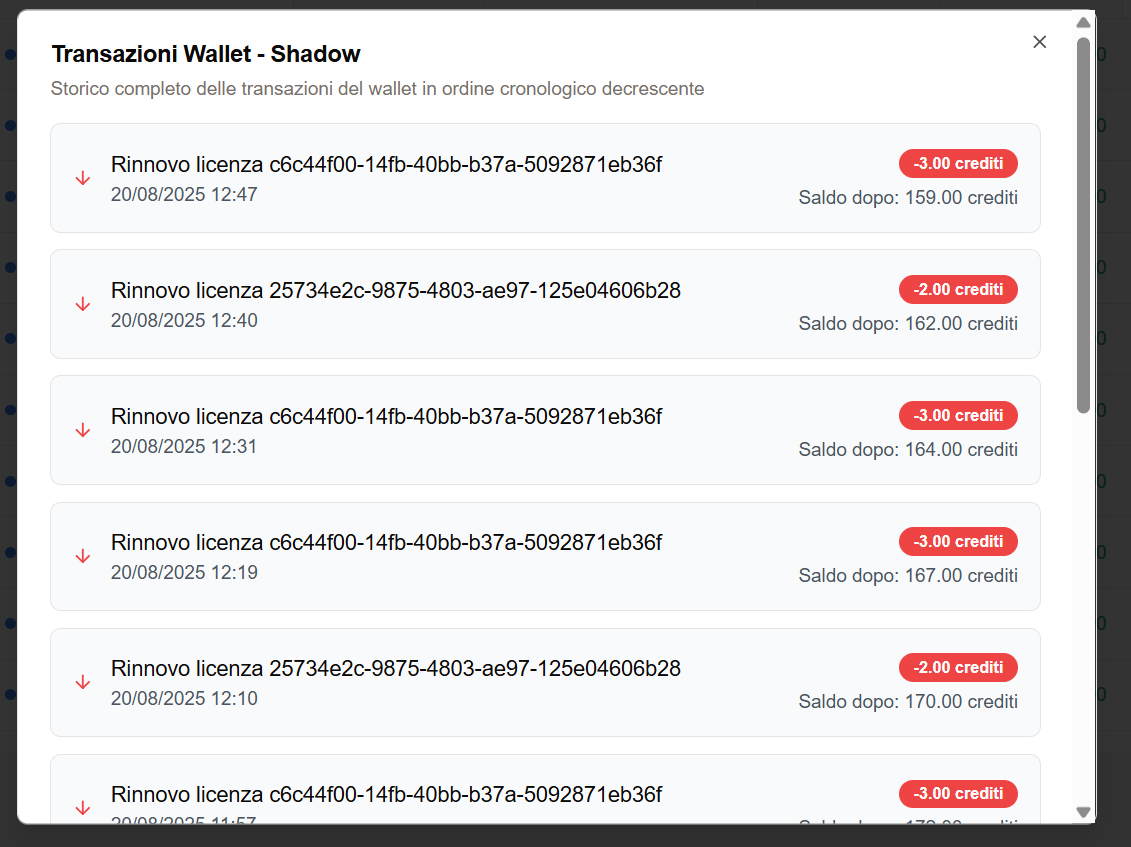 Transazioni Wallet - Shadow
Storico completo delle transazioni del wallet in ordine cronologico decrescente
Rinnovo licenza c6c44f00-14fb-40bb-b37a-5092871eb36f
-3.00 crediti
20/08/2025 12:47
Saldo dopo: 159.00 crediti
Rinnovo licenza 25734e2c-9875-4803-ae97-125e04606b28
-2.00 crediti
20/08/2025 12:40
Saldo dopo: 162.00 crediti
Rinnovo licenza c6c44f00-14fb-40bb-b37a-5092871eb36f
-3.00 crediti
20/08/2025 12:31
Saldo dopo: 164.00 crediti
Rinnovo licenza c6c44f00-14fb-40bb-b37a-5092871eb36f
-3.00 crediti
20/08/2025 12:19
Saldo dopo: 167.00 crediti
Rinnovo licenza 25734e2c-9875-4803-ae97-125e04606b28
-2.00 crediti
20/08/2025 12:10
Saldo dopo: 170.00 crediti
Rinnovo licenza c6c44f00-14fb-40bb-b37a-5092871eb36f
-3.00 crediti
20/08/2025 11:57